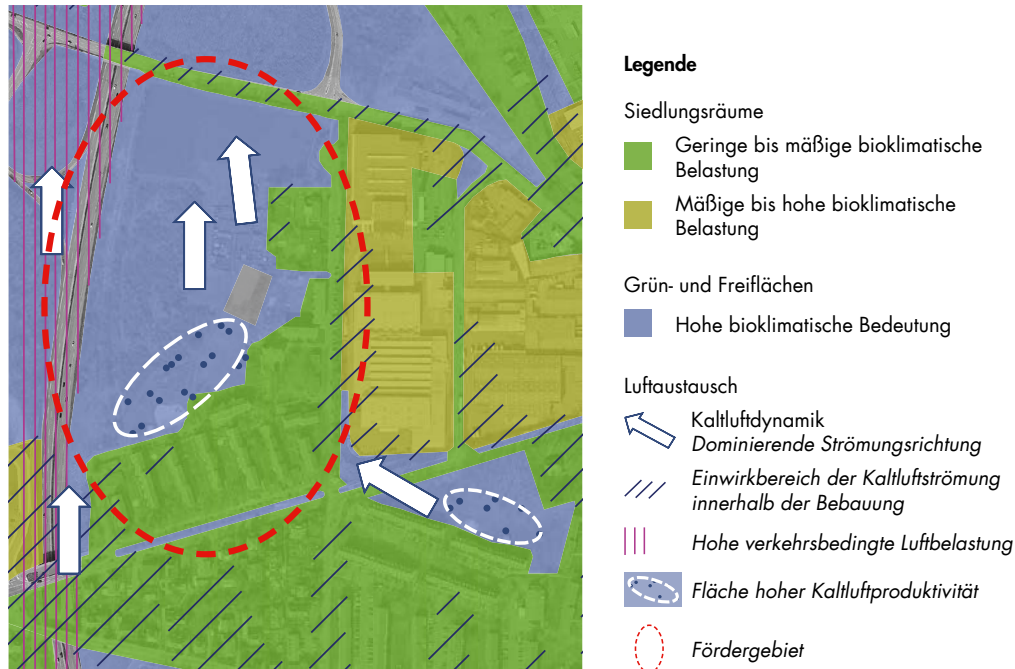 Legende
Siedlungsräume
Geringe bis mäßige bioklimatische
Belastung
Mäßige bis hohe bioklimatische
Belastung
Grün- und Freiflächen
Hohe bioklimatische Bedeutung
Luftaustausch
Kaltluftdynamik
Dominierende Strömungsrichtung
Einwirkbereich der Kaltluftströmung
innerhalb der Bebauung
Hohe verkehrsbedingte Luftbelastung
Fläche hoher Kaltluftproduktivität
Fördergebiet